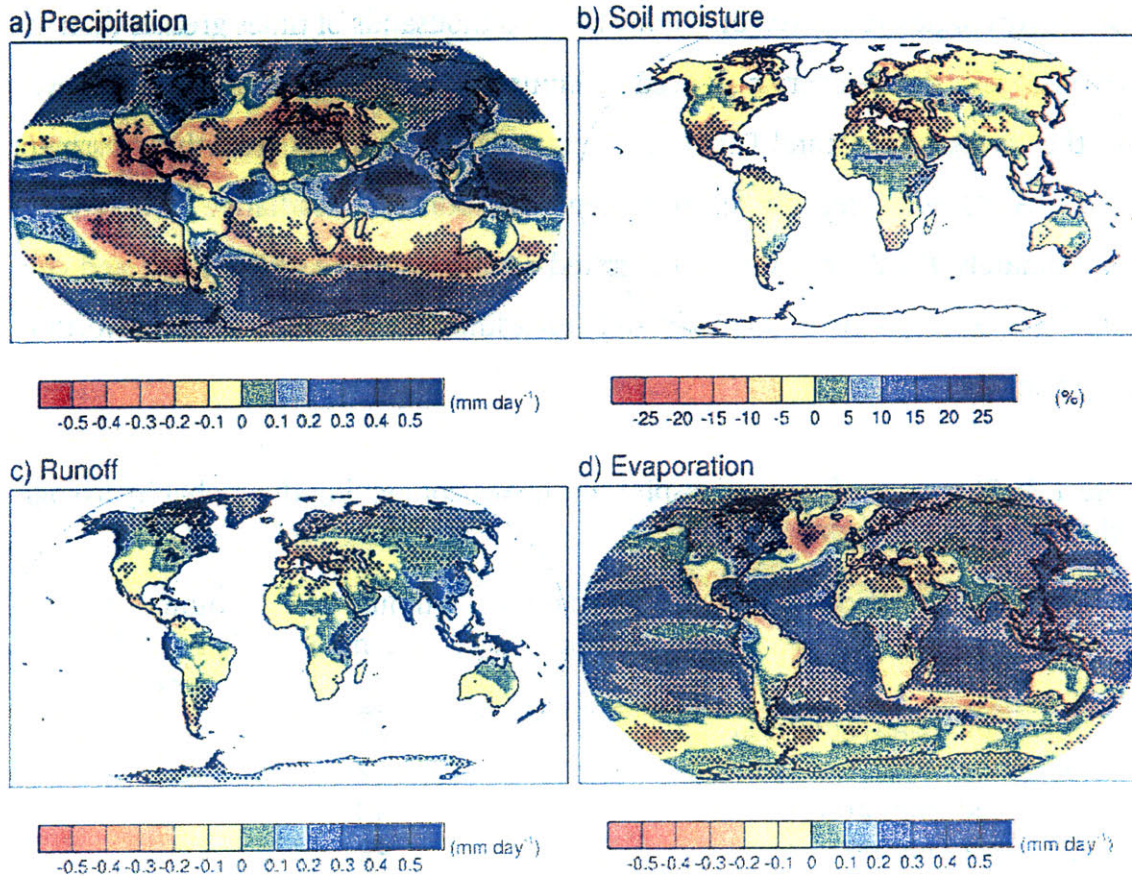 a) Precipitation
b) Soil moisture
-0.5 -0.4 -0.3 -0.2 -0.1 0 0.1 0.2 0.3 0.4 0.5 (mm day⁻¹)
-25 -20 -15 -10 -5 0 5 10 15 20 25 (%)
c) Runoff
d) Evaporation
-0.5 -0.4 -0.3 -0.2 -0.1 0 0.1 0.2 0.3 0.4 0.5 (mm day⁻¹)
-0.5 -0.4 -0.3 -0.2 -0.1 0 0.1 0.2 0.3 0.4 0.5 (mm day⁻¹)